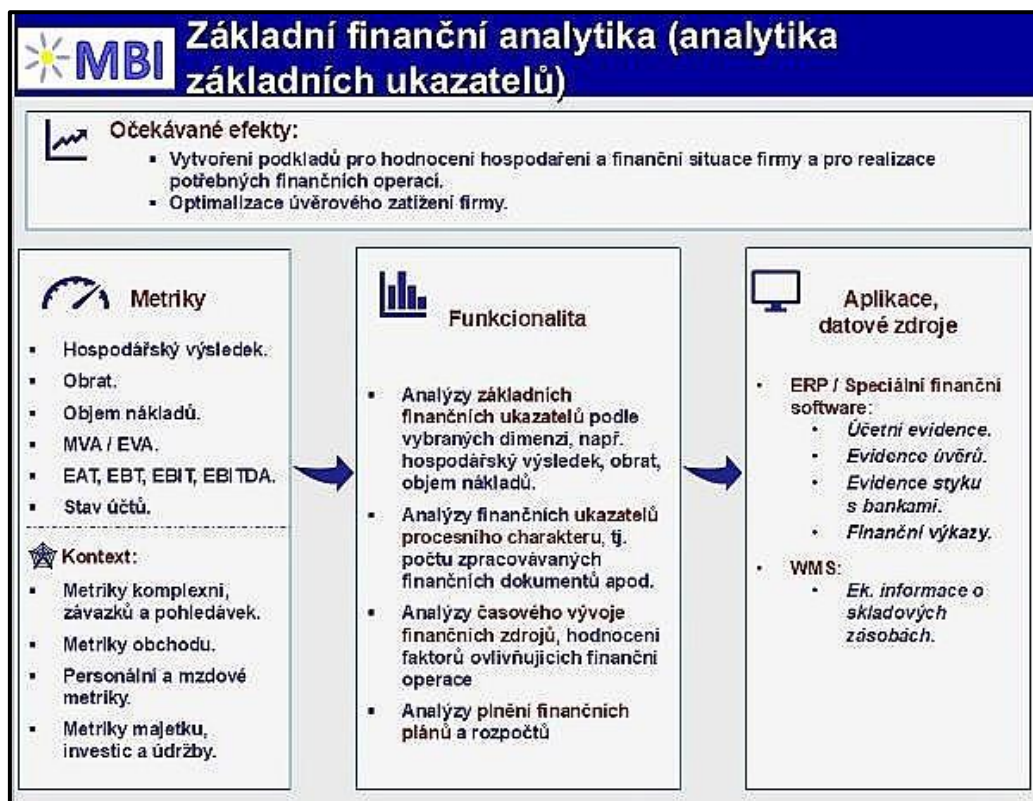 MBI
Základní finanční analytika (analytika
základních ukazatelů)
Očekávané efekty:
▪ Vytvoření podkladů pro hodnocení hospodaření a finanční situace firmy a pro realizace
potřebných finančních operací.
▪ Optimalizace úvěrového zatížení firmy.
Metriky
▪ Hospodářský výsledek.
▪ Obrat.
▪ Objem nákladů.
▪ MVA / EVA.
▪ EAT, EBT, EBIT, EBITDA.
▪ Stav účtů.
Kontext:
▪ Metriky komplexní,
závazků a pohledávek.
▪ Metriky obchodu.
▪ Personální a mzdové
metriky.
▪ Metriky majetku,
investic a údržby.
Funkcionalita
▪ Analýzy základních
finančních ukazatelů podle
vybraných dimenzí, např.
hospodářský výsledek, obrat,
objem nákladů.
▪ Analýzy finančních ukazatelů
procesního charakteru, tj.
počtu zpracovávaných
finančních dokumentů apod.
▪ Analýzy časového vývoje
finančních zdrojů, hodnocení
faktorů ovlivňujících finanční
operace
▪ Analýzy plnění finančních
plánů a rozpočtů
Aplikace,
datové zdroje
• ERP / Speciální finanční
software:
• Účetní evidence.
• Evidence úvěrů.
• Evidence styku
s bankami.
• Finanční výkazy.
• WMS:
• Ek. informace o
skladových
zásobách.